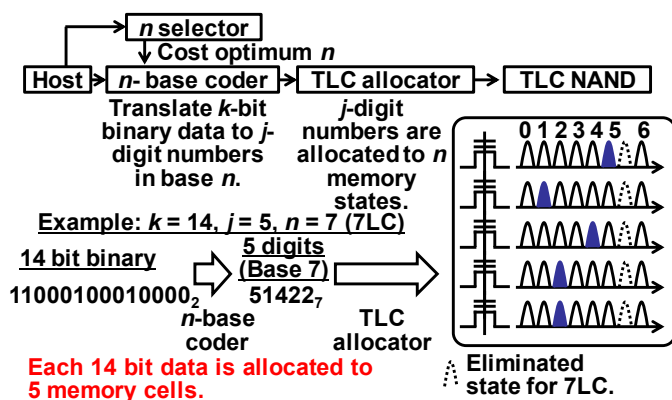 n selector
Cost optimum n
Host
n- base coder
TLC allocator
TLC NAND
Translate k-bit
binary data to j-
digit numbers
in base n.
j-digit
numbers are
allocated to n
memory
states.
0 1 2 3 4 5 6
Example: k = 14, j = 5, n = 7 (7LC)
14 bit binary
11000100010000₂
5 digits
(Base 7)
51422₇
n-base
coder
TLC
allocator
Each 14 bit data is allocated to
5 memory cells.
Eliminated
state for 7LC.